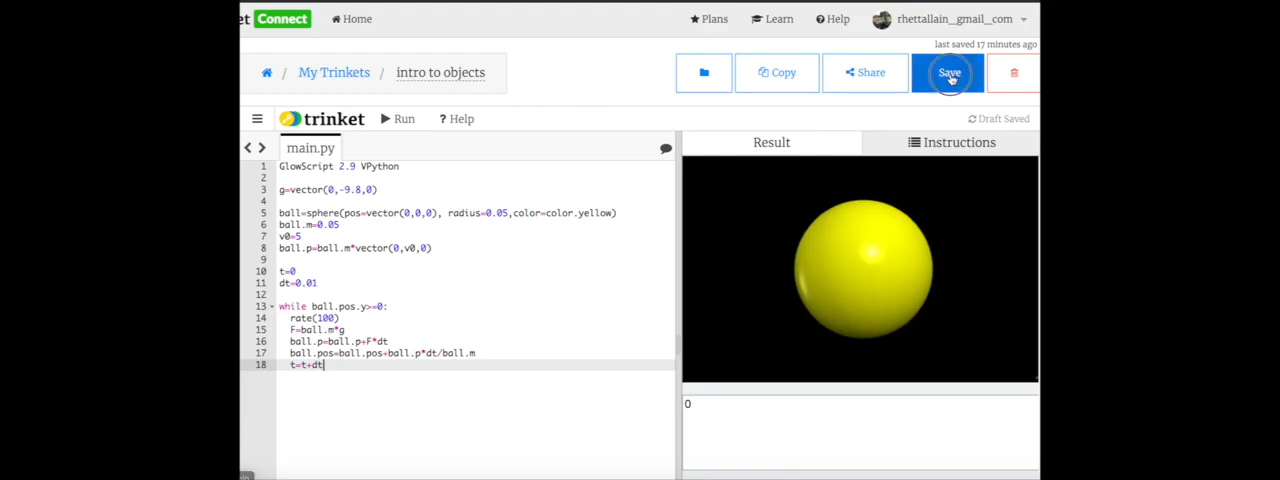 et Connect Home Plans Learn Help rhettallain_gmail_com
last saved 17 minutes ago
/ My Trinkets / intro to objects Copy Share Save
trinket Run ? Help Draft Saved
main.py Result Instructions
1 GlowScript 2.9 VPython
2
3 g=vector(0,-9.8,0)
4
5 ball=sphere(pos=vector(0,0,0), radius=0.05,color=color.yellow)
6 ball.m=0.05
7 v0=5
8 ball.p=ball.m*vector(0,v0,0)
9
10 t=0
11 dt=0.01
12
13 while ball.pos.y>=0:
14 rate(100)
15 F=ball.m*g
16 ball.p=ball.p+F*dt
17 ball.pos=ball.pos+ball.p*dt/ball.m
18 t=t+dt
0